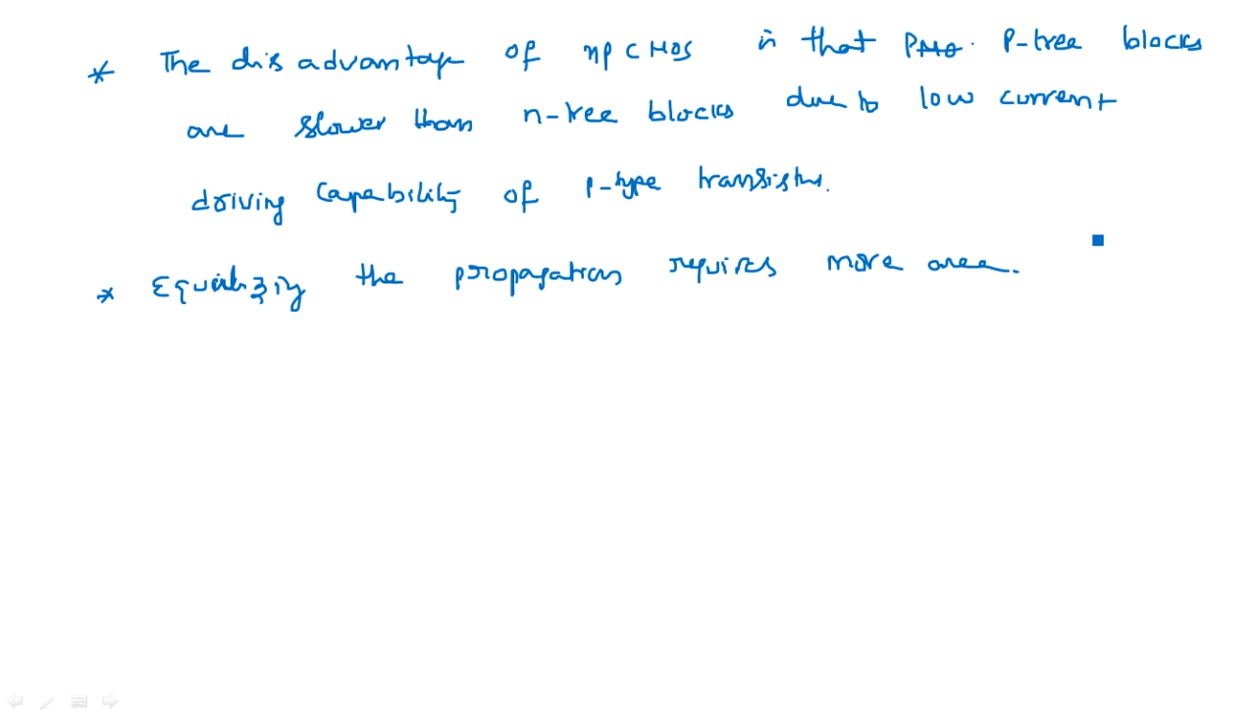 * The disadvantage of np CMOS is that P-tree blocks
are slower than n-tree blocks due to low current
driving capability of p-type transistors.
* Equalizing the propagation requires more area.